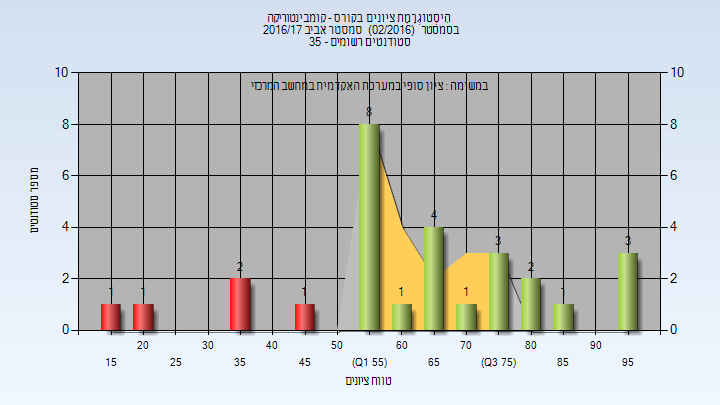 היסטוגרמת ציונים בקורס - קומבינטוריקה
בסמסטר (02/2016) סמסטר אביב 2016/17
סטודנטים רשומים - 35
במשימה : ציון סופי במערכת האקדמית במחשב המרכזי
10 10
8 8
6 6
4 4
2 2
0 0
מספר סטודנטים
1 1 2 1 8 1 4 1 3 2 1 3
20 30 40 50 60 70 80 90
15 25 35 45 (Q1 55) 65 (Q3 75) 85 95
טווח ציונים